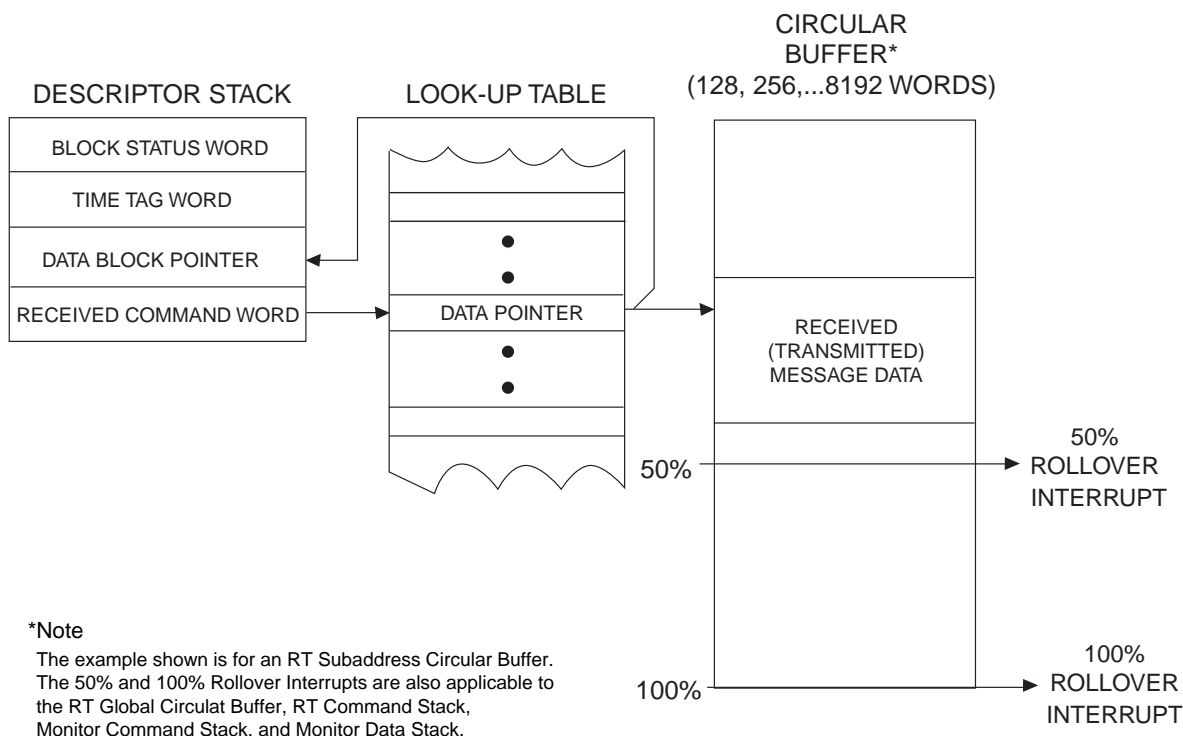 CIRCULAR
BUFFER*
(128, 256,...8192 WORDS)
DESCRIPTOR STACK
LOOK-UP TABLE
BLOCK STATUS WORD
TIME TAG WORD
DATA BLOCK POINTER
RECEIVED COMMAND WORD
DATA POINTER
RECEIVED
(TRANSMITTED)
MESSAGE DATA
50%
50%
ROLLOVER
INTERRUPT
100%
100%
ROLLOVER
INTERRUPT
*Note
The example shown is for an RT Subaddress Circular Buffer.
The 50% and 100% Rollover Interrupts are also applicable to
the RT Global Circulat Buffer, RT Command Stack,
Monitor Command Stack, and Monitor Data Stack.